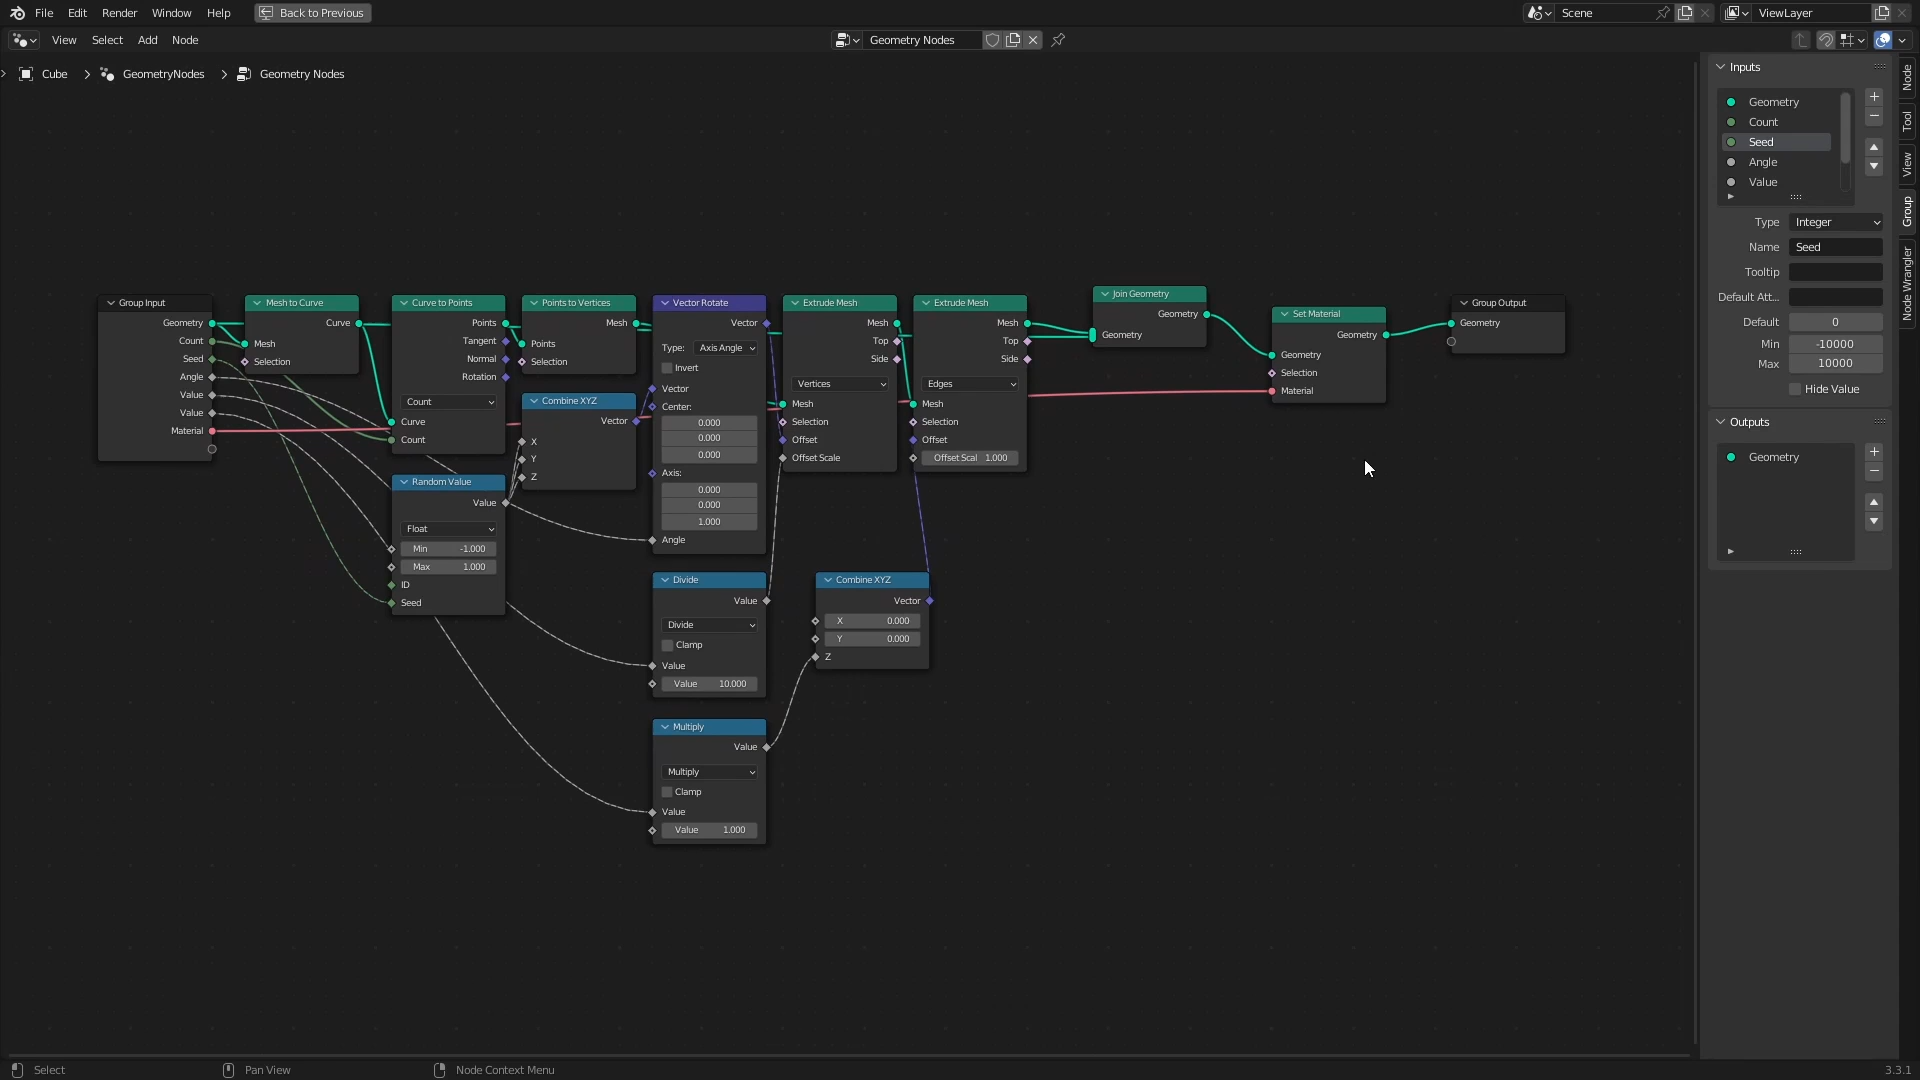 File Edit Render Window Help Back to Previous Scene ViewLayer
View Select Add Node Geometry Nodes
Cube GeometryNodes Geometry Nodes
Group Input
Geometry
Count
Seed
Angle
Value
Value
Material
Mesh to Curve
Curve
Mesh
Selection
Curve to Points
Points
Tangent
Normal
Rotation
Count
Curve
Count
Random Value
Value
Float
Min -1.000
Max 1.000
ID
Seed
Points to Vertices
Mesh
Points
Selection
Combine XYZ
Vector
X
Y
Z
Vector Rotate
Vector
Type: Axis Angle
Invert
Vector
Center:
0.000
0.000
0.000
Axis:
0.000
0.000
1.000
Angle
Divide
Value
Divide
Clamp
Value
Value 10.000
Multiply
Value
Multiply
Clamp
Value
Value 1.000
Extrude Mesh
Mesh
Top
Side
Vertices
Mesh
Selection
Offset
Offset Scale
Combine XYZ
Vector
X 0.000
Y 0.000
Z
Extrude Mesh
Mesh
Top
Side
Edges
Mesh
Selection
Offset
Offset Scal 1.000
Join Geometry
Geometry
Geometry
Set Material
Geometry
Geometry
Selection
Material
Group Output
Geometry
Inputs
Geometry
Count
Seed
Angle
Value
Type Integer
Name Seed
Tooltip
Default Att...
Default 0
Min -10000
Max 10000
Hide Value
Outputs
Geometry
Node
Tool
View
Group
Node Wrangler
Select Pan View Node Context Menu 3.3.1